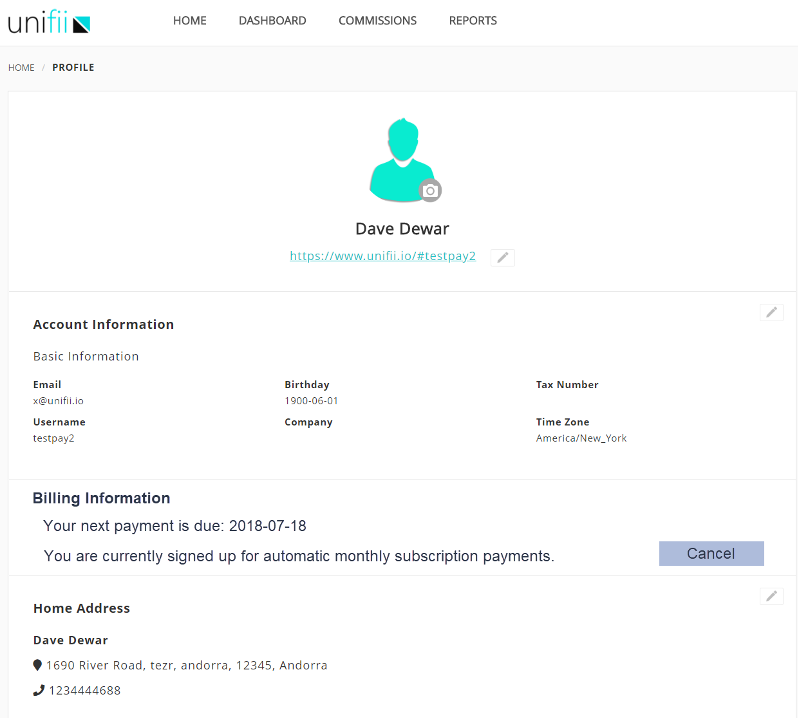 unifii
HOME DASHBOARD COMMISSIONS REPORTS
HOME / PROFILE
Dave Dewar
https://www.unifii.io/#testpay2
Account Information
Basic Information
Email Birthday Tax Number
x@unifii.io 1900-06-01
Username Company Time Zone
testpay2 America/New_York
Billing Information
Your next payment is due: 2018-07-18
You are currently signed up for automatic monthly subscription payments. Cancel
Home Address
Dave Dewar
1690 River Road, tezr, andorra, 12345, Andorra
1234444688